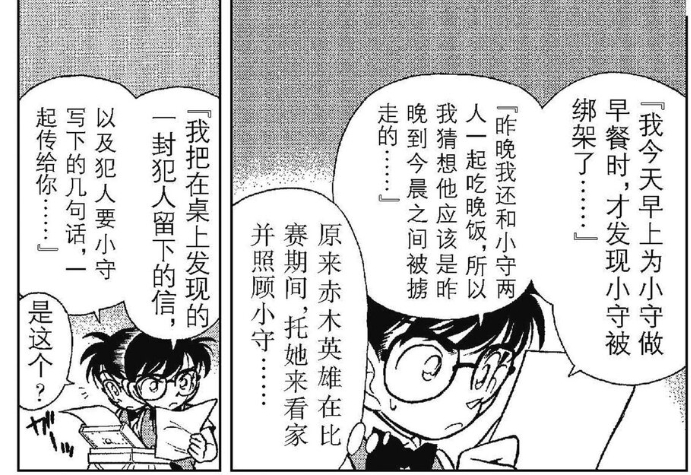 『我今天早上为小守做
早餐时，才发现小守被
绑架了……』
『昨晚我还和小守两
人一起吃晚饭，所以
我猜想他应该是昨
晚到今晨之间被掳
走的……』
原来赤木英雄在比
赛期间，托她来看家
并照顾小守……
『我把在桌上发现的
一封犯人留下的信，
以及犯人要小守
写下的几句话，一
起传给你……』
是这个？